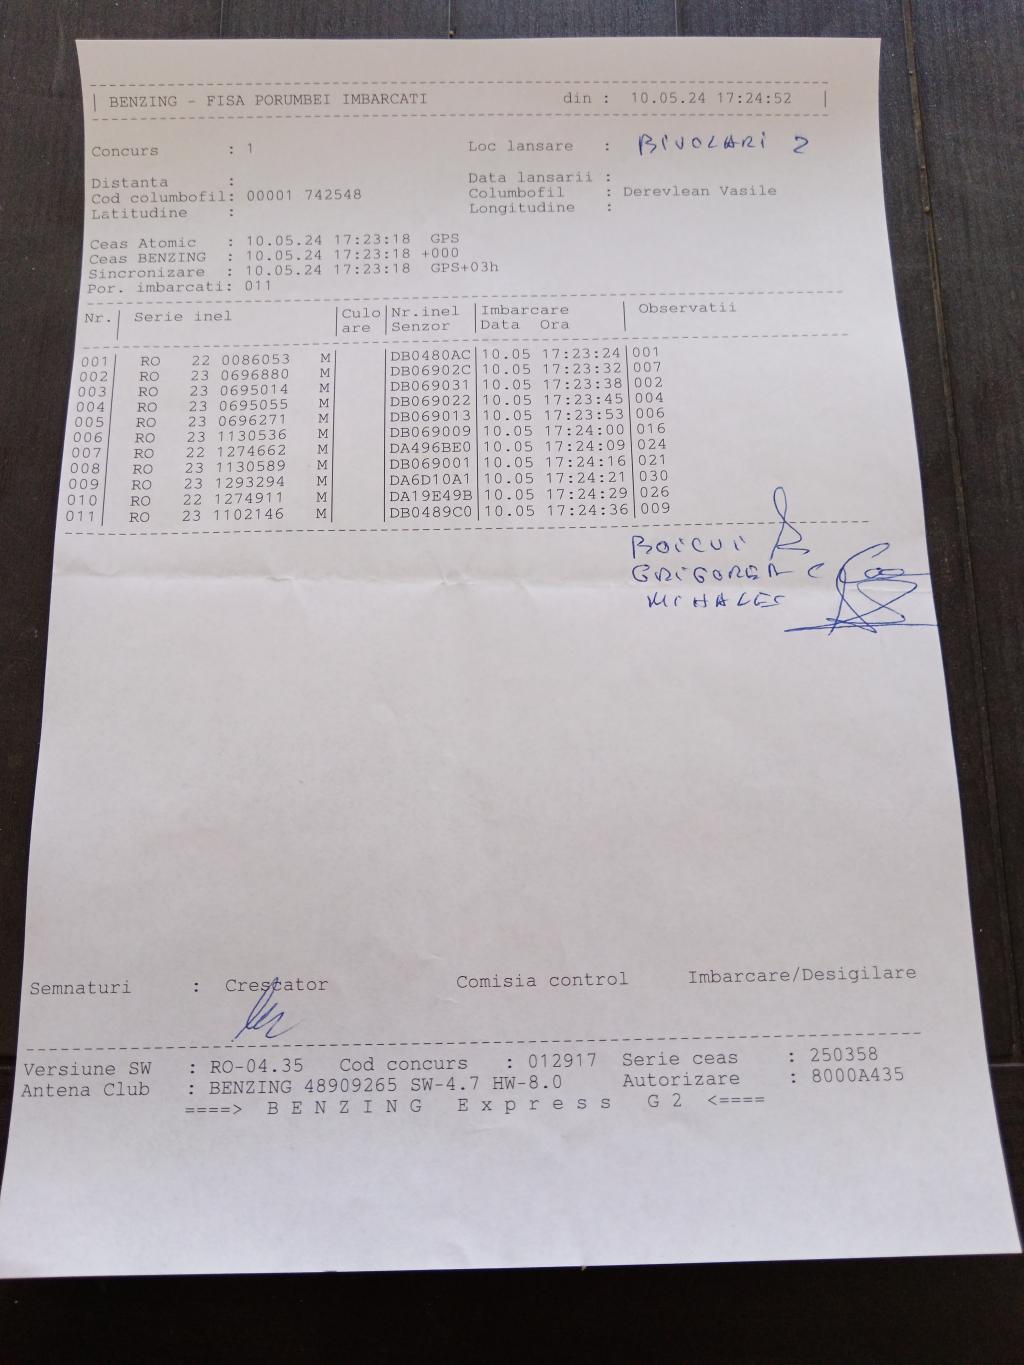 | BENZING - FISA PORUMBEI IMBARCATI din : 10.05.24 17:24:52 |
Concurs : 1 Loc lansare : BIVOLARI 2
Distanta : Data lansarii :
Cod columbofil: 00001 742548 Columbofil : Derevlean Vasile
Latitudine : Longitudine :
Ceas Atomic : 10.05.24 17:23:18 GPS
Ceas BENZING : 10.05.24 17:23:18 +000
Sincronizare : 10.05.24 17:23:18 GPS+03h
Por. imbarcati: 011
Nr.| Serie inel |Culo|Nr.inel |Imbarcare | Observatii
| |are |Senzor |Data Ora |
001| RO 22 0086053 M| |DB0480AC|10.05 17:23:24|001
002| RO 23 0696880 M| |DB06902C|10.05 17:23:32|007
003| RO 23 0695014 M| |DB069031|10.05 17:23:38|002
004| RO 23 0695055 M| |DB069022|10.05 17:23:45|004
005| RO 23 0696271 M| |DB069013|10.05 17:23:53|006
006| RO 23 1130536 M| |DB069009|10.05 17:24:00|016
007| RO 22 1274662 M| |DA496BE0|10.05 17:24:09|024
008| RO 23 1130589 M| |DB069001|10.05 17:24:16|021
009| RO 23 1293294 M| |DA6D10A1|10.05 17:24:21|030
010| RO 22 1274911 M| |DA19E49B|10.05 17:24:29|026
011| RO 23 1102146 M| |DB0489C0|10.05 17:24:36|009
Semnaturi : Crescator Comisia control Imbarcare/Desigilare
Versiune SW : RO-04.35 Cod concurs : 012917 Serie ceas : 250358
Antena Club : BENZING 48909265 SW-4.7 HW-8.0 Autorizare : 8000A435
====> B E N Z I N G E x p r e s s G 2 <====